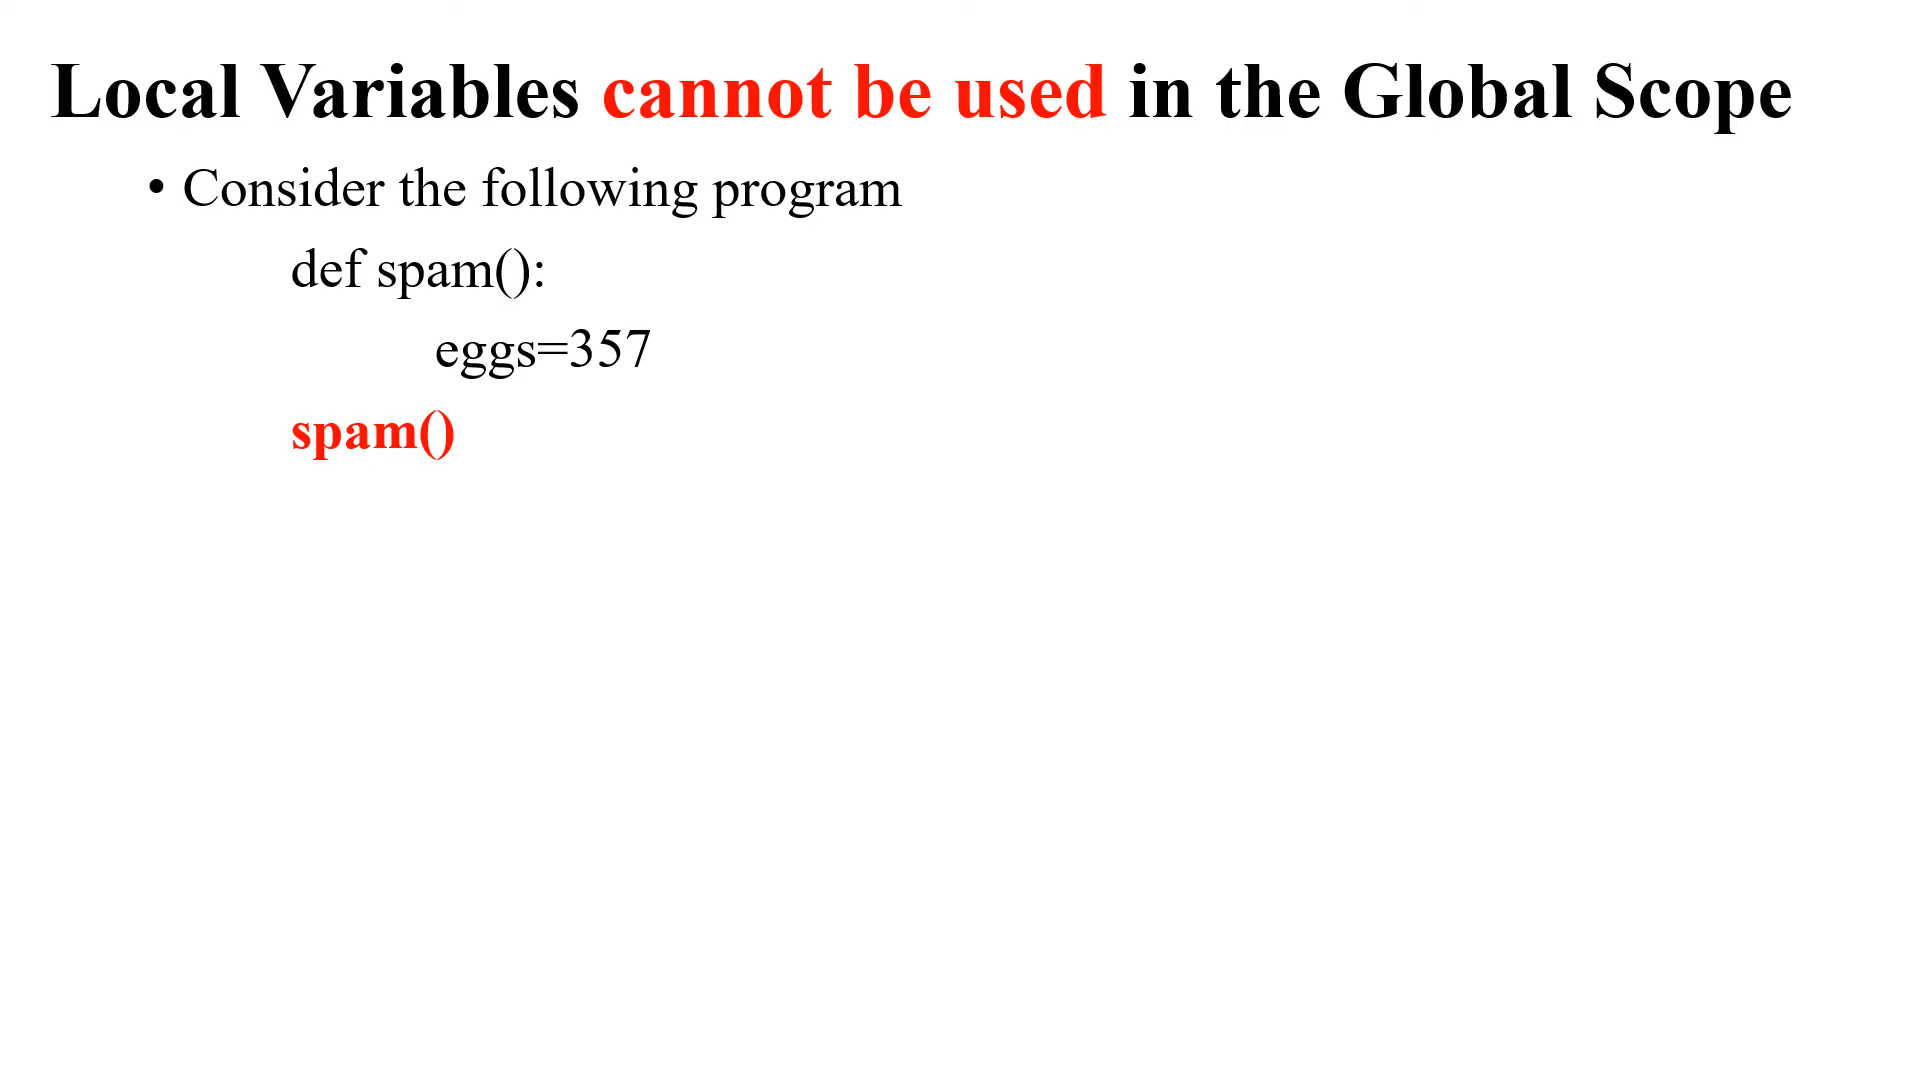 Local Variables cannot be used in the Global Scope
• Consider the following program
def spam():
eggs=357
spam()